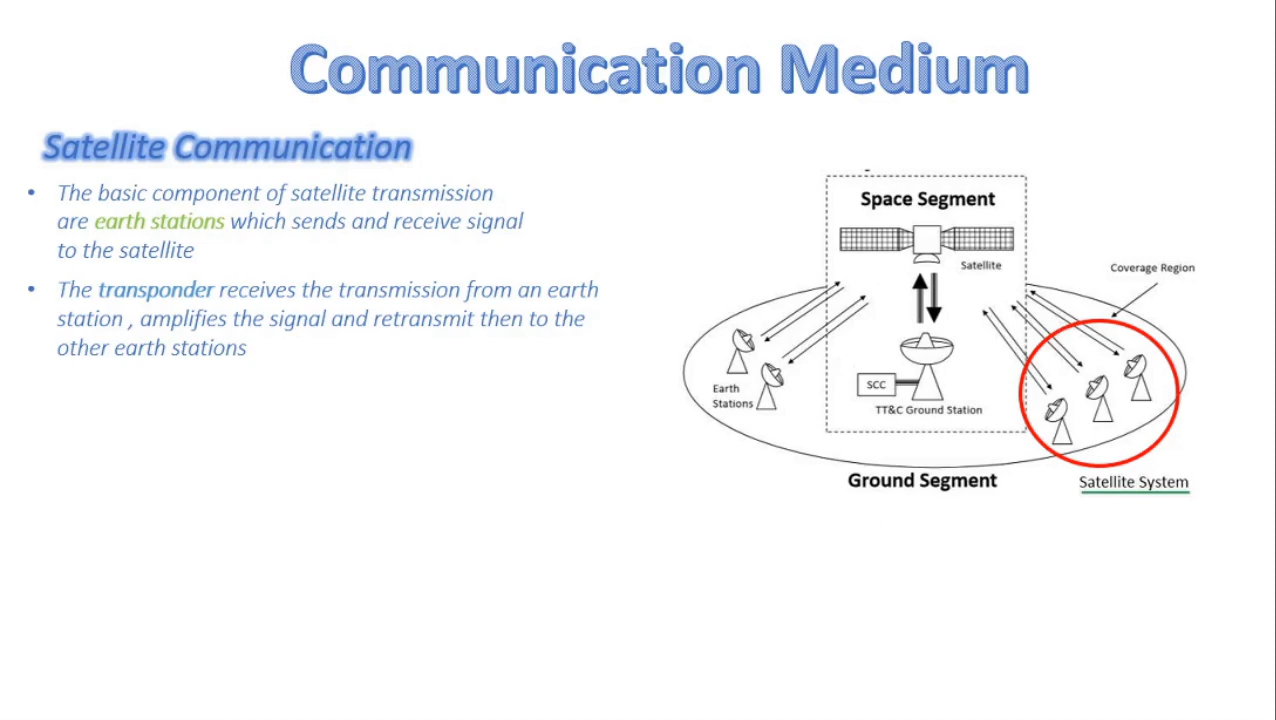 Communication Medium
Satellite Communication
• The basic component of satellite transmission
are earth stations which sends and receive signal
to the satellite
• The transponder receives the transmission from an earth
station , amplifies the signal and retransmit then to the
other earth stations
Space Segment
Satellite
Coverage Region
Earth
Stations
SCC
TT&C Ground Station
Ground Segment
Satellite System